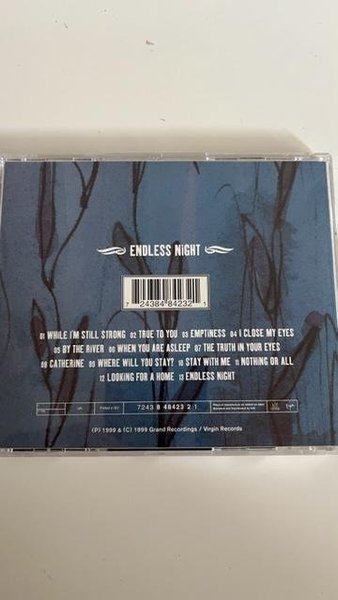 ENDLESS NIGHT
7 24384 84232 1
01 WHILE I'M STILL STRONG 02 TRUE TO YOU 03 EMPTINESS 04 I CLOSE MY EYES
05 BY THE RIVER 06 WHEN YOU ARE ASLEEP 07 THE TRUTH IN YOUR EYES
08 CATHERINE 09 WHERE WILL YOU STAY? 10 STAY WITH ME 11 NOTHING OR ALL
12 LOOKING FOR A HOME 13 ENDLESS NIGHT
7243 8 48423 2 1
(P) 1999 & (C) 1999 Grand Recordings / Virgin Records